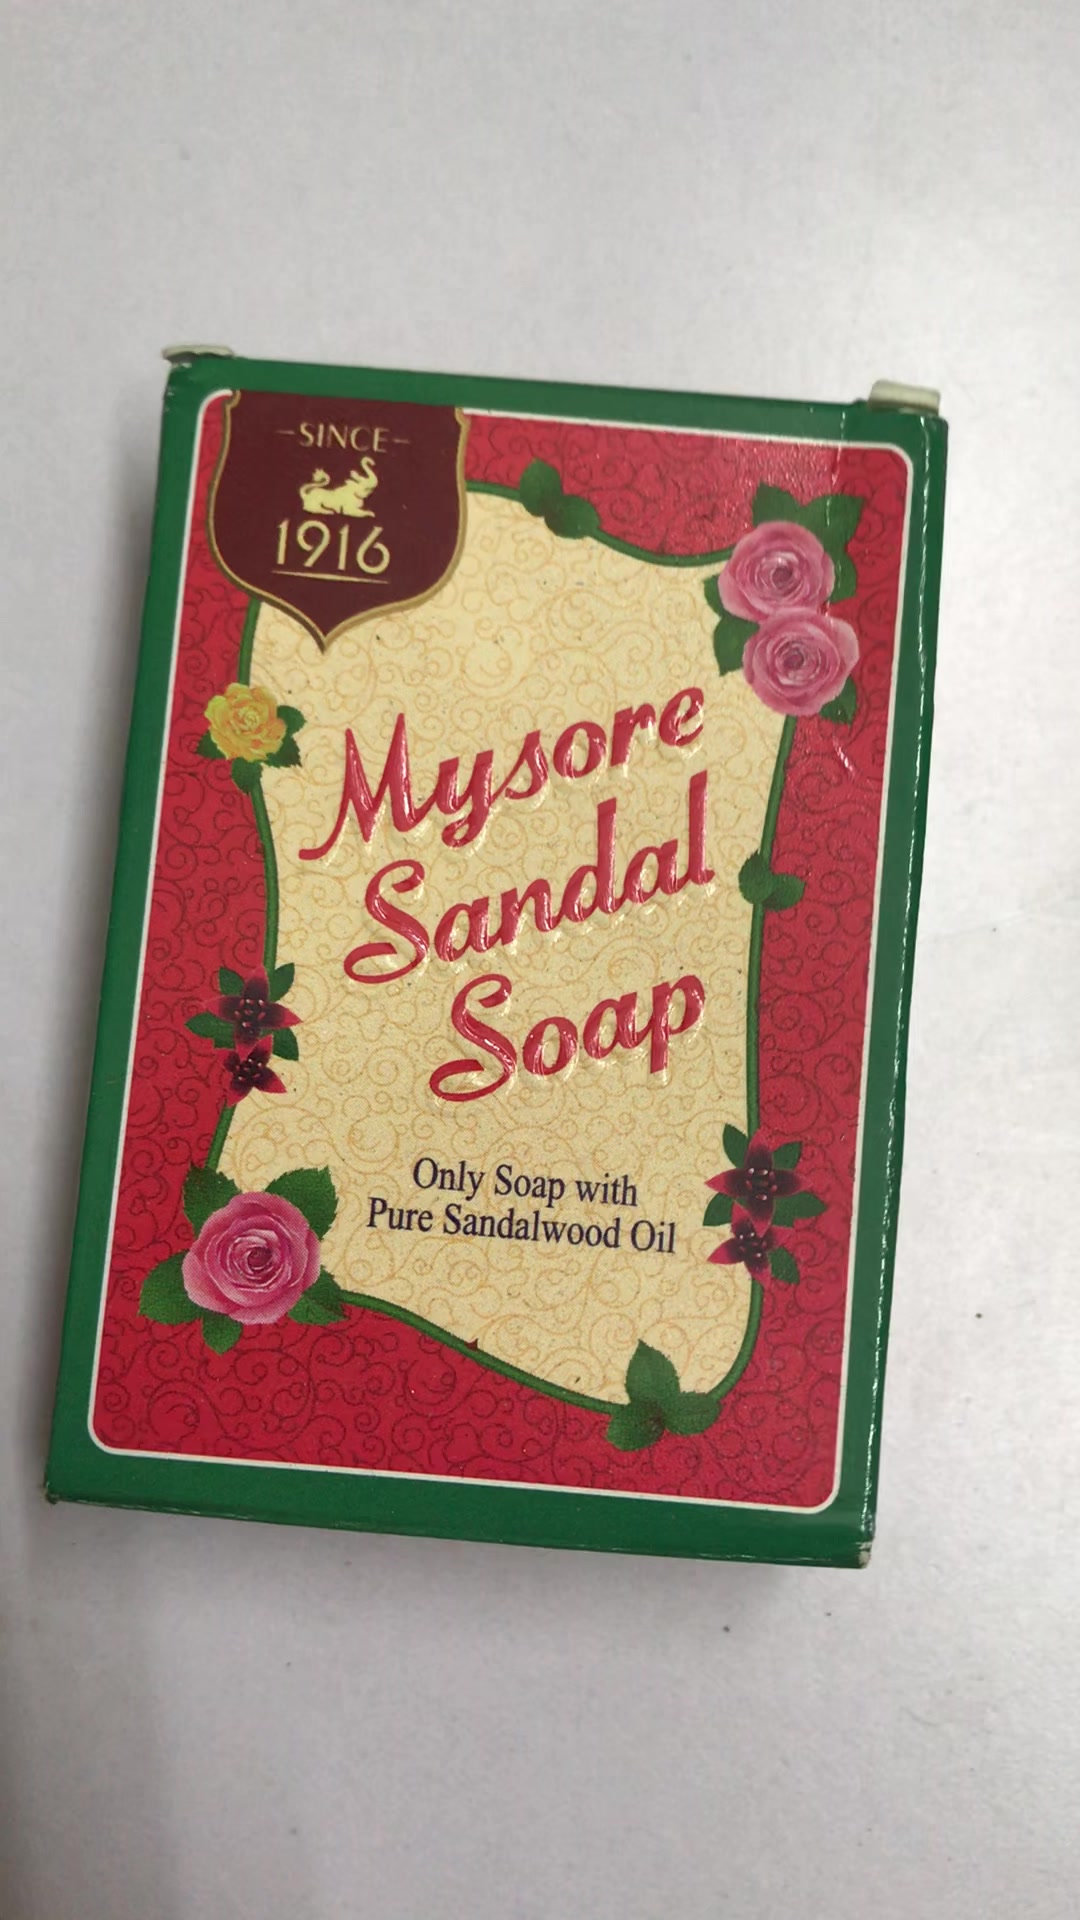 -SINCE-
1916
Mysore
Sandal
Soap
Only Soap with
Pure Sandalwood Oil